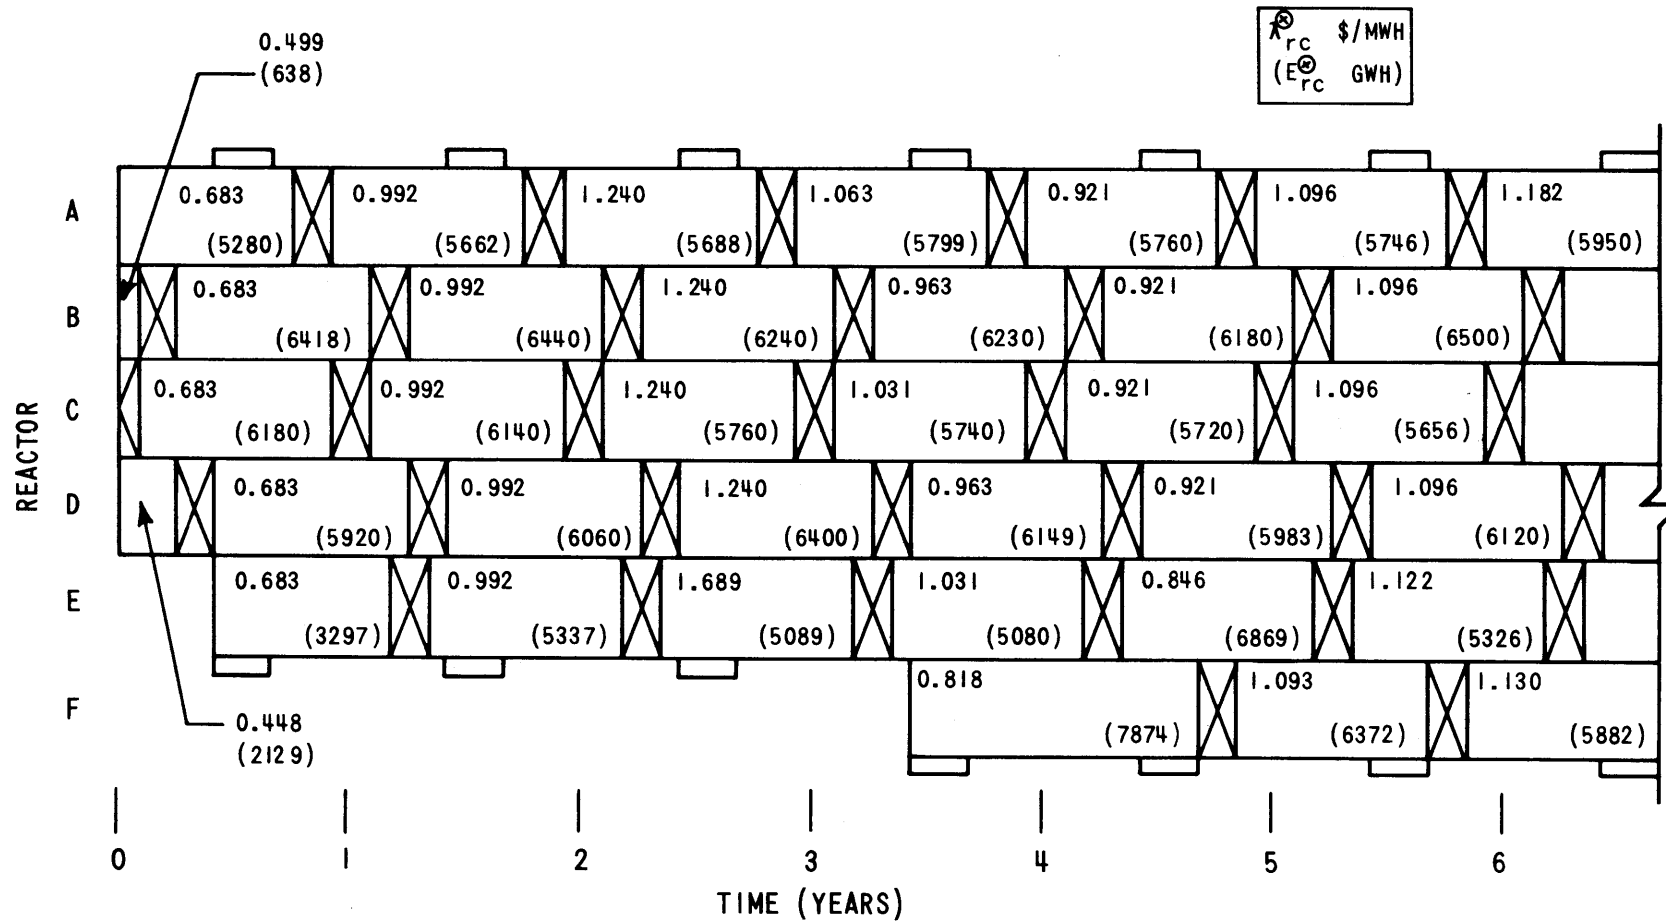 0.499
(638)
λ⊗rc $/MWH
(E⊗rc GWH)
REACTOR
A
0.683 0.992 1.240 1.063 0.921 1.096 1.182
(5280) (5662) (5688) (5799) (5760) (5746) (5950)
B
0.683 0.992 1.240 0.963 0.921 1.096
(6418) (6440) (6240) (6230) (6180) (6500)
C
0.683 0.992 1.240 1.031 0.921 1.096
(6180) (6140) (5760) (5740) (5720) (5656)
D
0.683 0.992 1.240 0.963 0.921 1.096
(5920) (6060) (6400) (6149) (5983) (6120)
E
0.683 0.992 1.689 1.031 0.846 1.122
(3297) (5337) (5089) (5080) (6869) (5326)
F
0.818 1.093 1.130
(7874) (6372) (5882)
0.448
(2129)
0 1 2 3 4 5 6
TIME (YEARS)